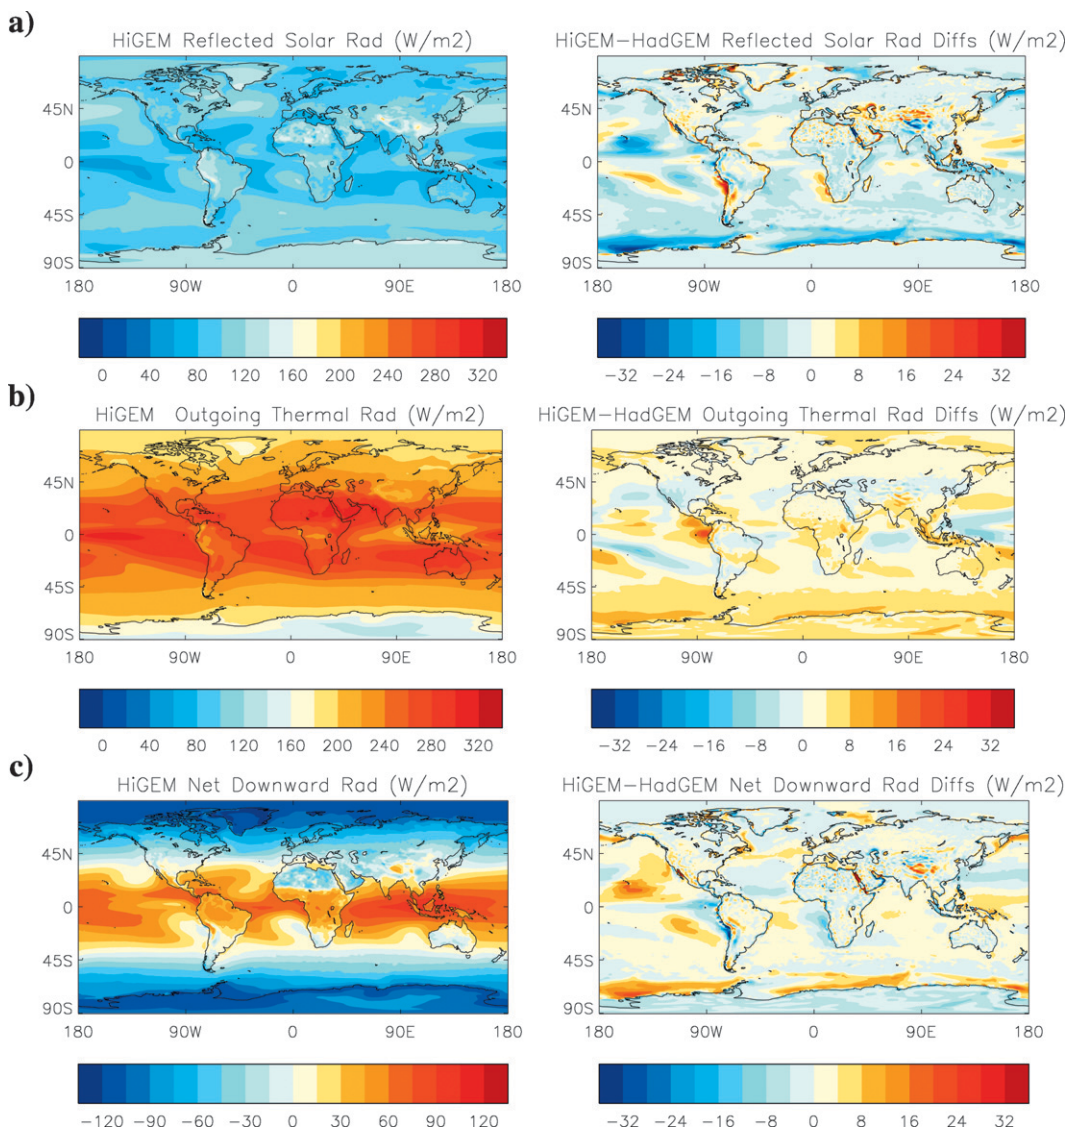 a)
HiGEM Reflected Solar Rad (W/m2)
HiGEM−HadGEM Reflected Solar Rad Diffs (W/m2)
45N
0
45S
90S
180 90W 0 90E 180
45N
0
45S
90S
180 90W 0 90E 180
0 40 80 120 160 200 240 280 320
−32 −24 −16 −8 0 8 16 24 32
b)
HiGEM Outgoing Thermal Rad (W/m2)
HiGEM−HadGEM Outgoing Thermal Rad Diffs (W/m2)
45N
0
45S
90S
180 90W 0 90E 180
45N
0
45S
90S
180 90W 0 90E 180
0 40 80 120 160 200 240 280 320
−32 −24 −16 −8 0 8 16 24 32
c)
HiGEM Net Downward Rad (W/m2)
HiGEM−HadGEM Net Downward Rad Diffs (W/m2)
45N
0
45S
90S
180 90W 0 90E 180
45N
0
45S
90S
180 90W 0 90E 180
−120 −90 −60 −30 0 30 60 90 120
−32 −24 −16 −8 0 8 16 24 32